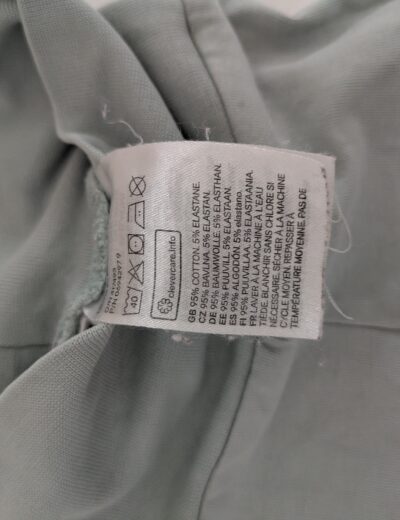 40
clevercare.info
GB 95% COTTON. 5% ELASTANE.
CZ 95% BAVLNA. 5% ELASTAN.
DE 95% BAUMWOLLE. 5% ELASTHAN.
EE 95% PUUVILL. 5% ELASTAAN.
ES 95% ALGODÓN. 5% elastano.
FI 95% PUUVILLAA. 5% ELASTAANIA.
FR LAVER À LA MACHINE À L'EAU
TIÈDE BLANCHIR SANS CHLORE SI
NÉCESSAIRE. SÉCHER À LA MACHINE
CYCLE MOYEN. REPASSER À
TEMPÉRATURE MOYENNE. PAS DE